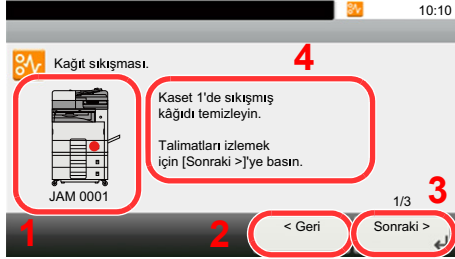 10:10
Kağıt sıkışması.
4
Kaset 1'de sıkışmış
kâğıdı temizleyin.
Talimatları izlemek
için [Sonraki >]'ye basın.
JAM 0001
1/3
3
1
2
< Geri
Sonraki >